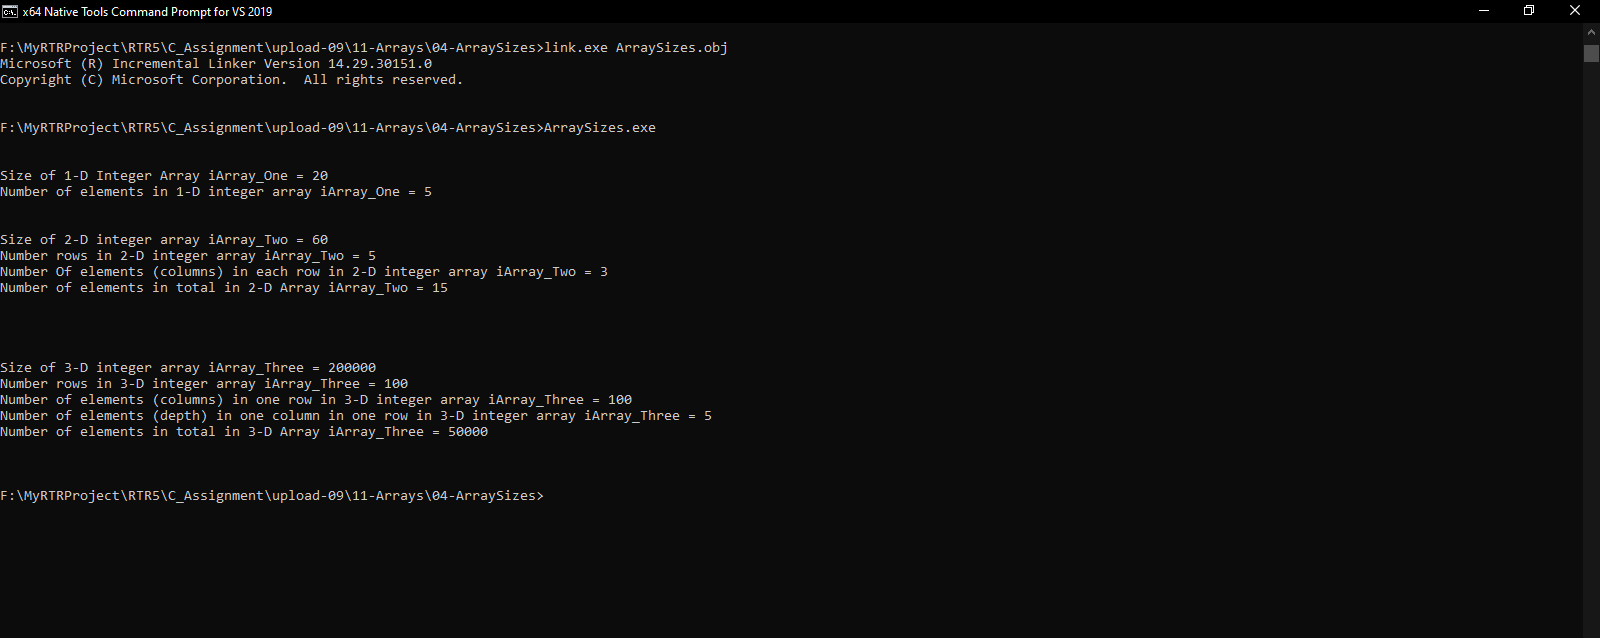 x64 Native Tools Command Prompt for VS 2019
F:\MyRTRProject\RTR5\C_Assignment\upload-09\11-Arrays\04-ArraySizes>link.exe ArraySizes.obj
Microsoft (R) Incremental Linker Version 14.29.30151.0
Copyright (C) Microsoft Corporation.  All rights reserved.
F:\MyRTRProject\RTR5\C_Assignment\upload-09\11-Arrays\04-ArraySizes>ArraySizes.exe
Size of 1-D Integer Array iArray_One = 20
Number of elements in 1-D integer array iArray_One = 5
Size of 2-D integer array iArray_Two = 60
Number rows in 2-D integer array iArray_Two = 5
Number Of elements (columns) in each row in 2-D integer array iArray_Two = 3
Number of elements in total in 2-D Array iArray_Two = 15
Size of 3-D integer array iArray_Three = 200000
Number rows in 3-D integer array iArray_Three = 100
Number of elements (columns) in one row in 3-D integer array iArray_Three = 100
Number of elements (depth) in one column in one row in 3-D integer array iArray_Three = 5
Number of elements in total in 3-D Array iArray_Three = 50000
F:\MyRTRProject\RTR5\C_Assignment\upload-09\11-Arrays\04-ArraySizes>